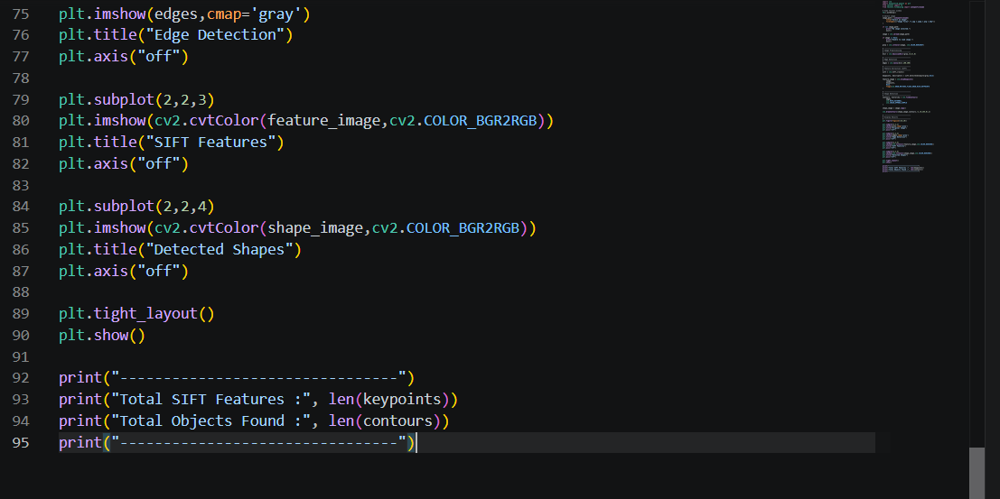 75 plt.imshow(edges,cmap='gray')
76 plt.title("Edge Detection")
77 plt.axis("off")
78
79 plt.subplot(2,2,3)
80 plt.imshow(cv2.cvtColor(feature_image,cv2.COLOR_BGR2RGB))
81 plt.title("SIFT Features")
82 plt.axis("off")
83
84 plt.subplot(2,2,4)
85 plt.imshow(cv2.cvtColor(shape_image,cv2.COLOR_BGR2RGB))
86 plt.title("Detected Shapes")
87 plt.axis("off")
88
89 plt.tight_layout()
90 plt.show()
91
92 print("--------------------------------")
93 print("Total SIFT Features :", len(keypoints))
94 print("Total Objects Found :", len(contours))
95 print("--------------------------------")